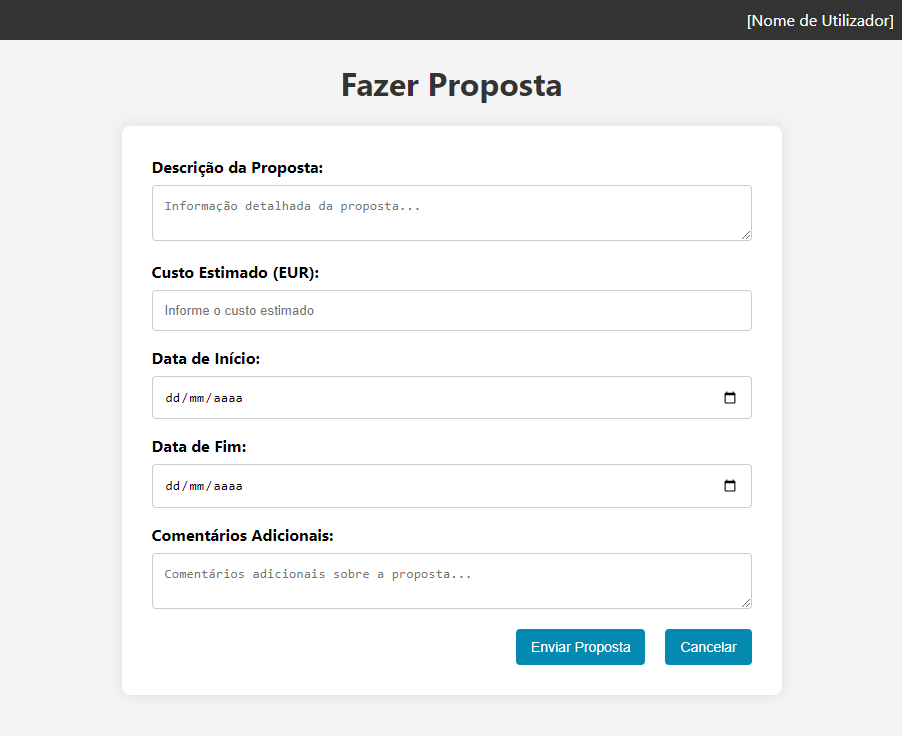 [Nome de Utilizador]
Fazer Proposta
Descrição da Proposta:
Informação detalhada da proposta...
Custo Estimado (EUR):
Informe o custo estimado
Data de Início:
dd/mm/aaaa
Data de Fim:
dd/mm/aaaa
Comentários Adicionais:
Comentários adicionais sobre a proposta...
Enviar Proposta Cancelar